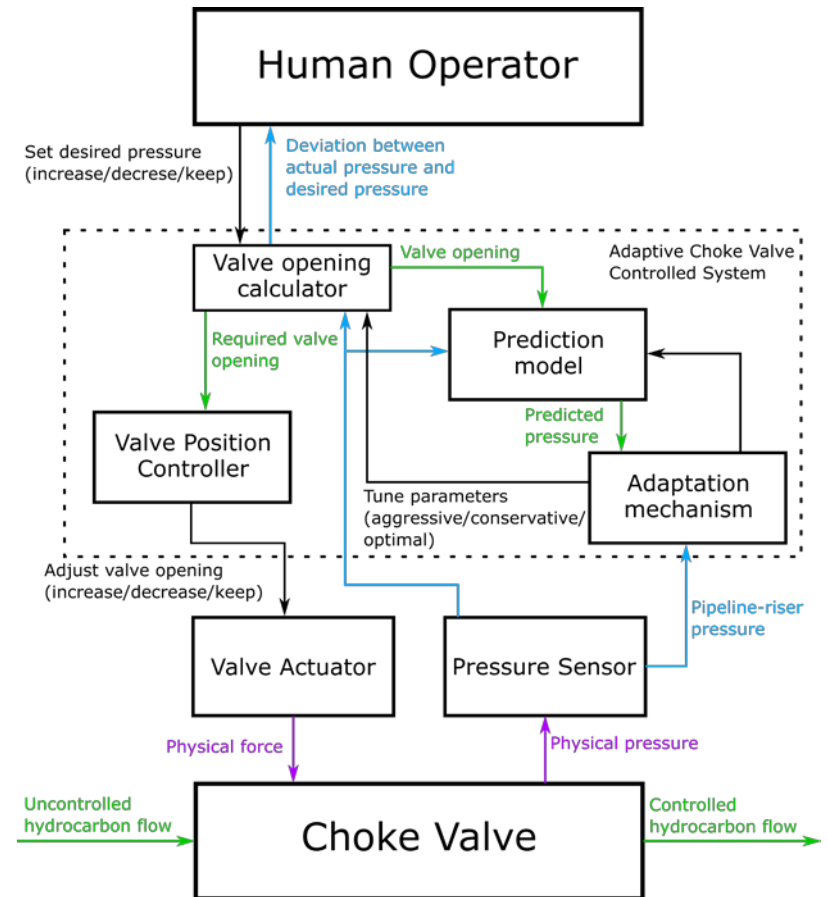 Human Operator
Set desired pressure
(increase/decrese/keep)
Deviation between
actual pressure and
desired pressure
Adaptive Choke Valve
Controlled System
Valve opening
calculator
Valve opening
Required valve
opening
Prediction
model
Predicted
pressure
Valve Position
Controller
Tune parameters
(aggressive/conservative/
optimal)
Adaptation
mechanism
Adjust valve opening
(increase/decrease/keep)
Pipeline-riser
pressure
Valve Actuator
Pressure Sensor
Physical force
Physical pressure
Uncontrolled
hydrocarbon flow
Choke Valve
Controlled
hydrocarbon flow